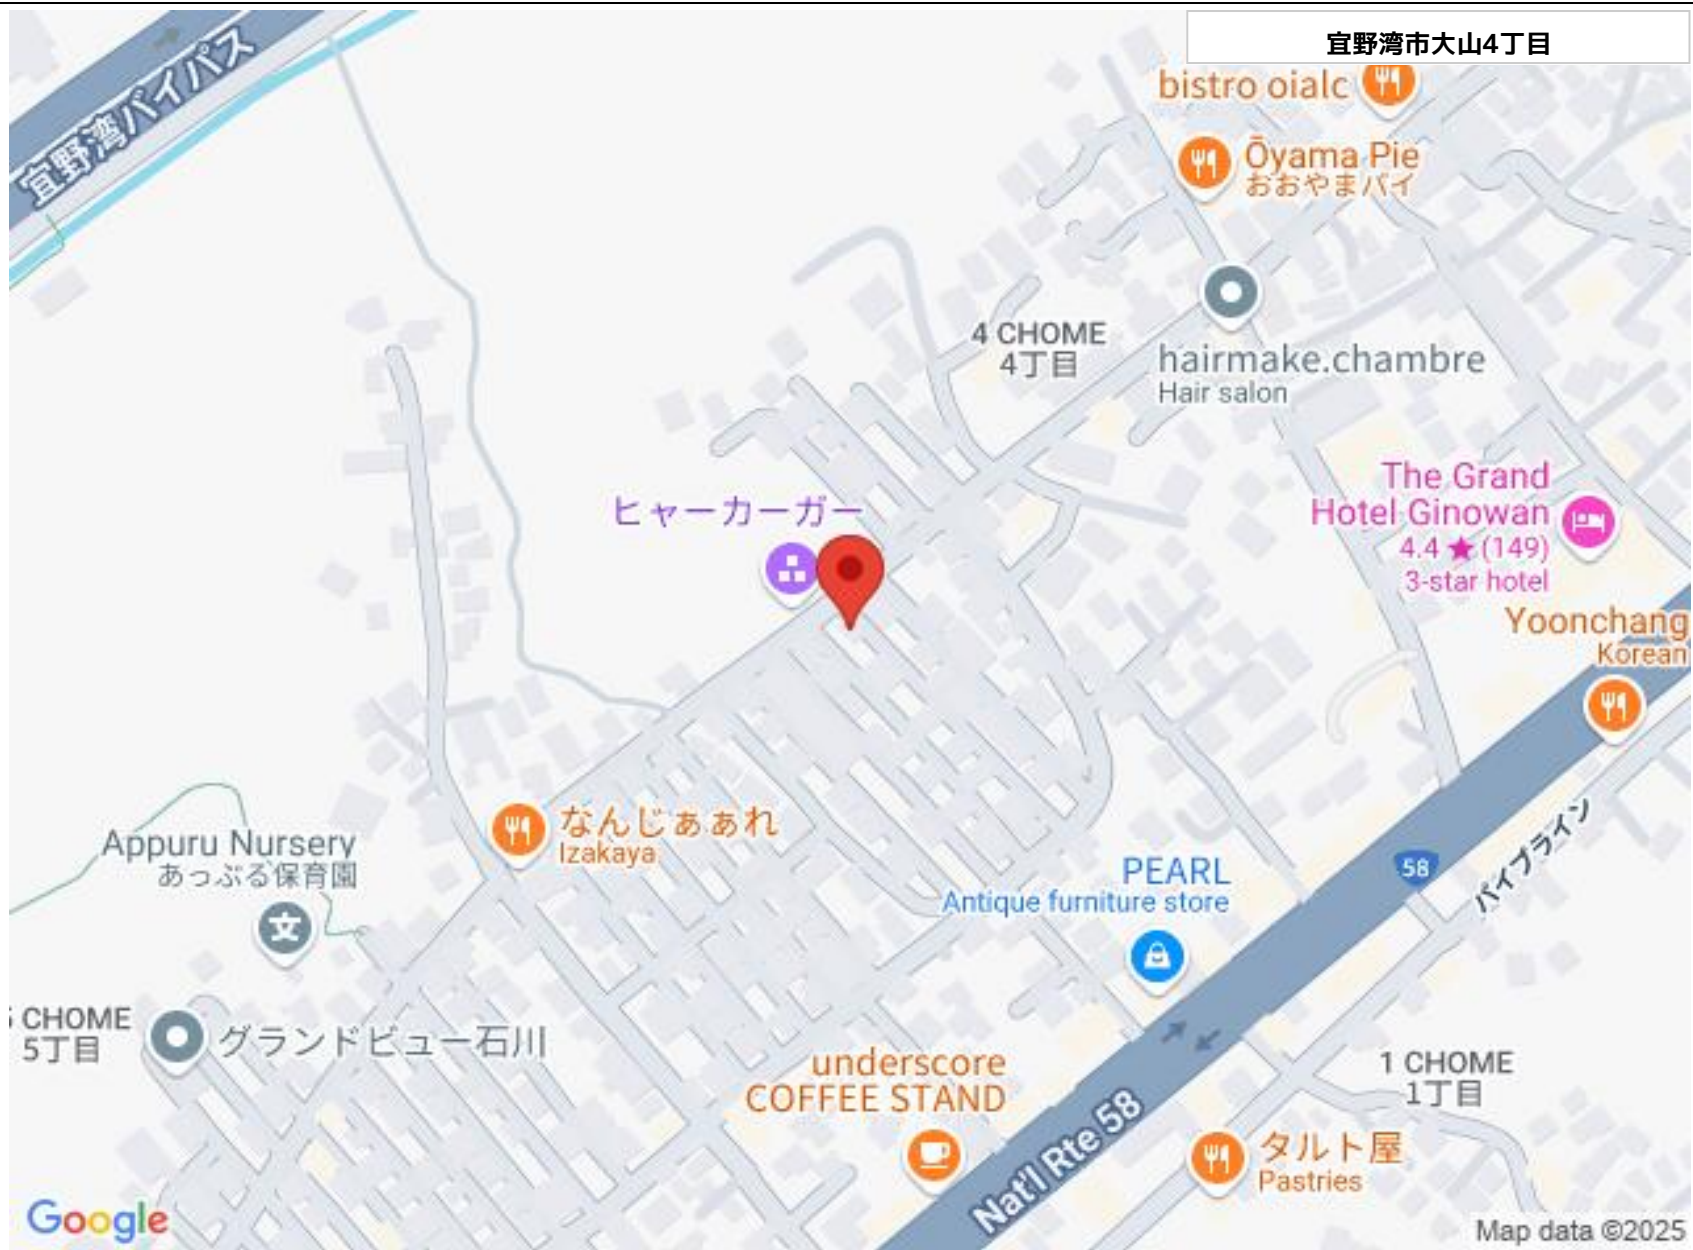 宜野湾市大山4丁目
宜野湾バイパス
bistro oialc
Ōyama Pie
おおやまパイ
4 CHOME
4丁目
hairmake.chambre
Hair salon
The Grand
Hotel Ginowan
4.4 ★ (149)
3-star hotel
ヒャーカーガー
Yoonchang
Korean
なんじぁぁれ
Izakaya
Appuru Nursery
あっぷる保育園
文
PEARL
Antique furniture store
58
パイプライン
CHOME
5丁目
グランドビュー石川
underscore
COFFEE STAND
1 CHOME
1丁目
Nat'l Rte 58
タルト屋
Pastries
Google
Map data ©2025